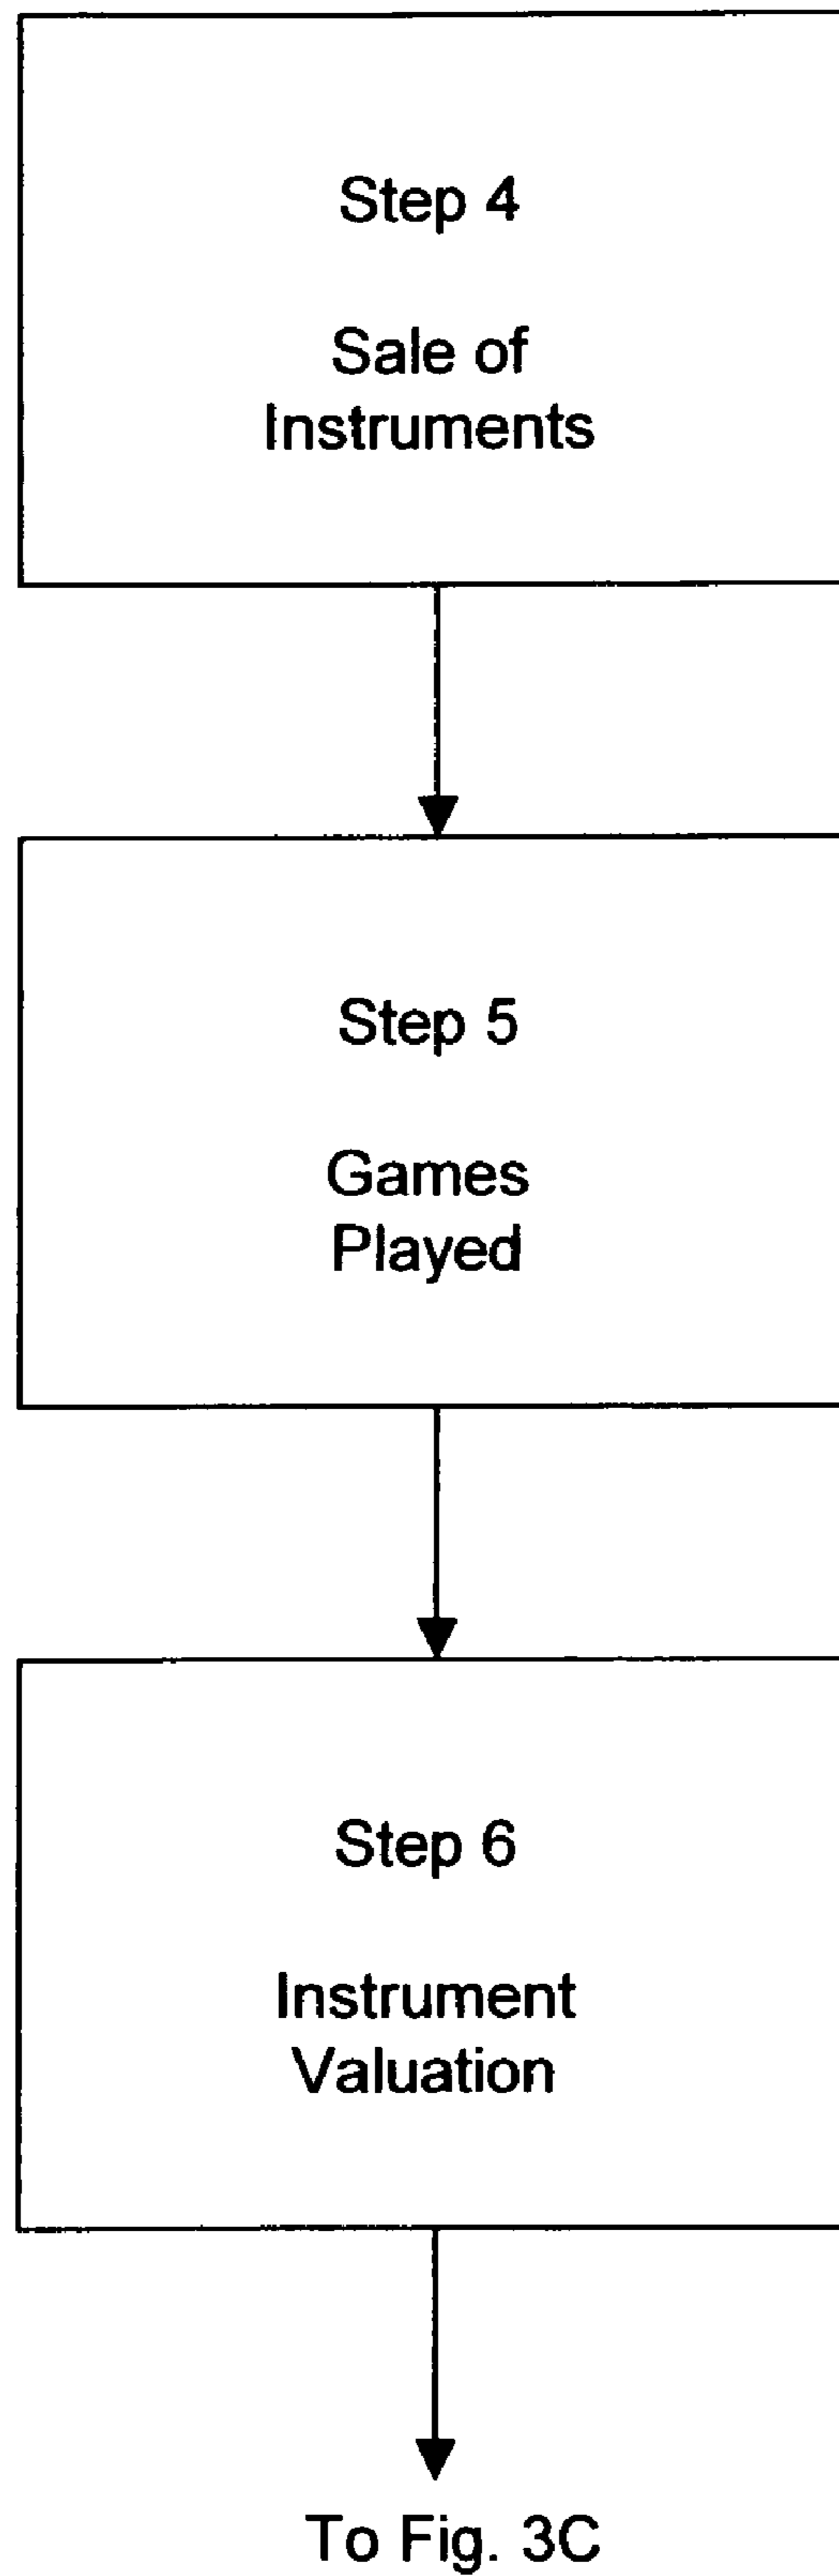 Step 4
Sale of
Instruments
Step 5
Games
Played
Step 6
Instrument
Valuation
To Fig. 3C